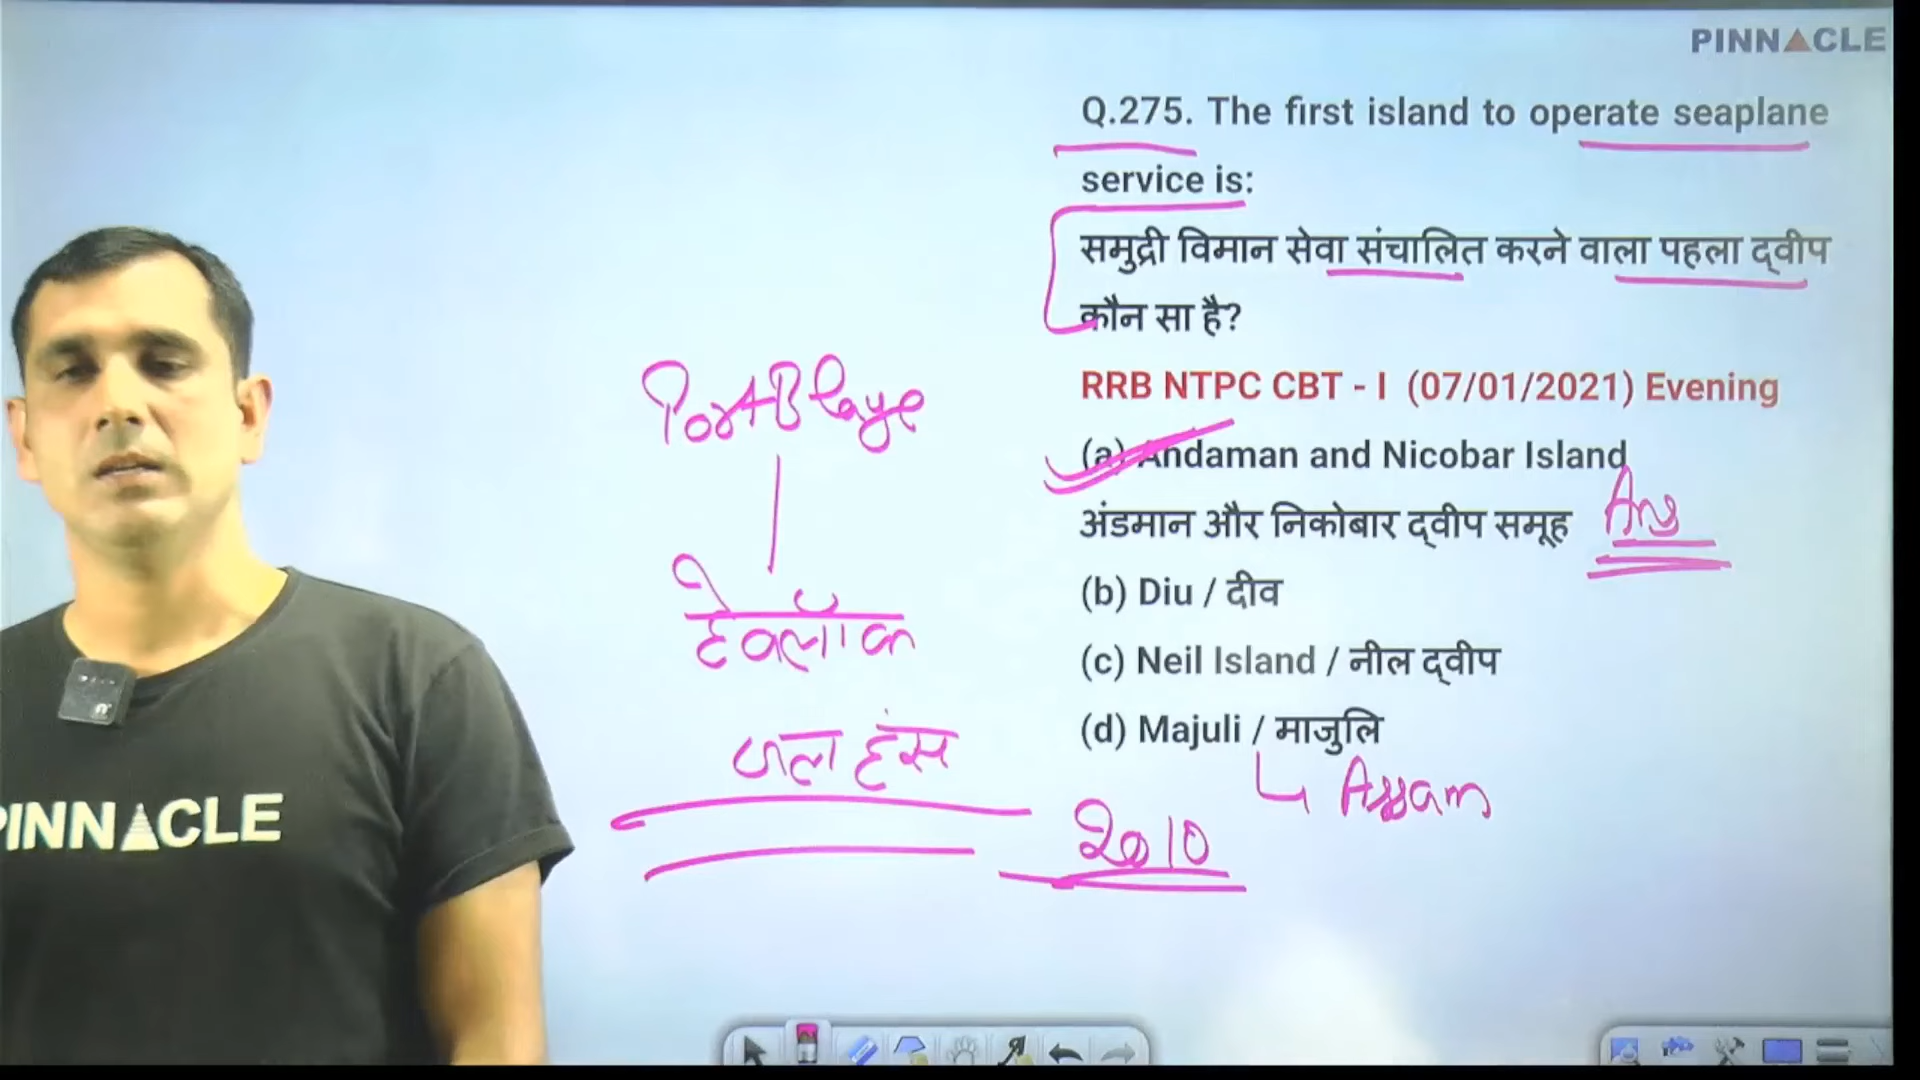 PINNACLE
Q.275. The first island to operate seaplane
service is:
समुद्री विमान सेवा संचालित करने वाला पहला द्वीप
कौन सा है?
RRB NTPC CBT - I (07/01/2021) Evening
(a) Andaman and Nicobar Island
अंडमान और निकोबार द्वीप समूह Ans
(b) Diu / दीव
(c) Neil Island / नील द्वीप
(d) Majuli / माजुलि
Assam
2010
Port Blaye
हैवलॉक
जल हंस
PINNACLE